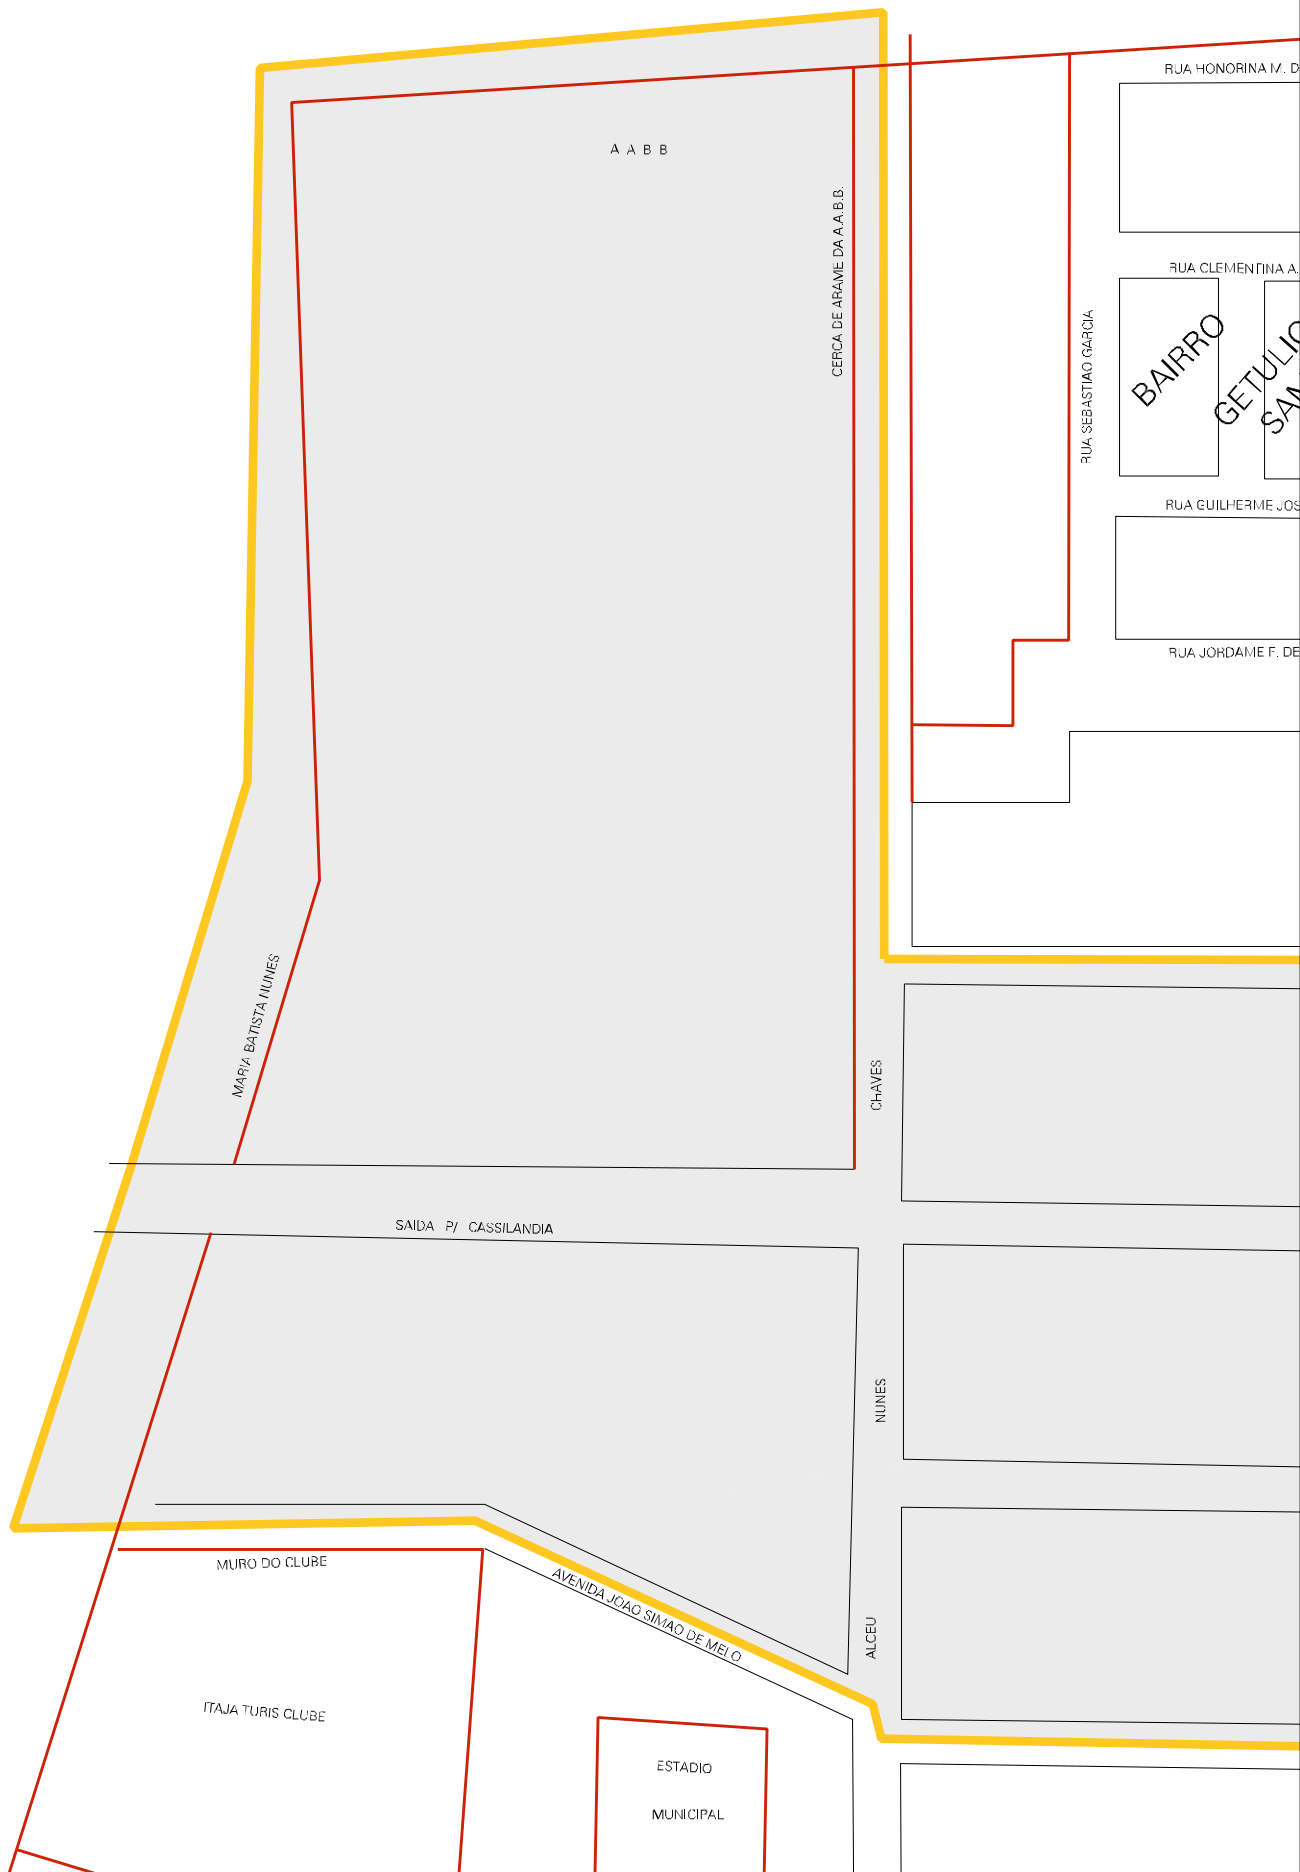 RUA HONORINA M. D
A A B B
CERCA DE ARAME DA A.A.B.B.
RUA CLEMENTINA A.
RUA SEBASTIAO GARCIA
BAIRRO
GETULIO
RUA GUILHERME JOS
RUA JORDAME F. DE
MARIA BATISTA NUNES
CHAVES
SAIDA P/ CASSILANDIA
NUNES
MURO DO CLUBE
AVENIDA JOAO SIMAO DE MELO
ALCEU
ITAJA TURIS CLUBE
ESTADIO
MUNICIPAL